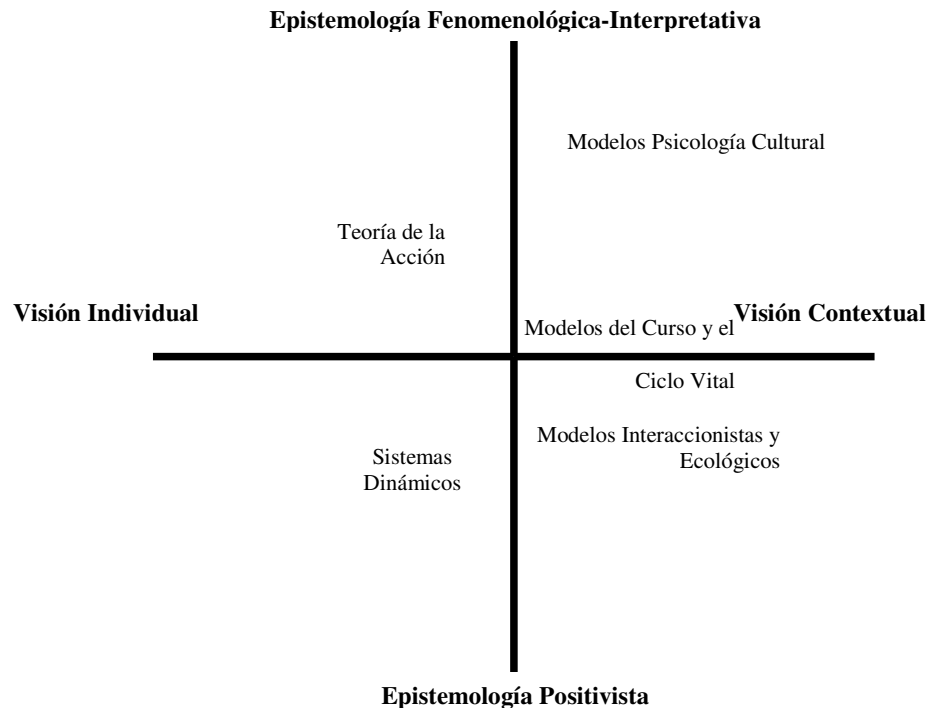 Epistemología Fenomenológica-Interpretativa
Modelos Psicología Cultural
Teoría de la
Acción
Visión Individual
Visión Contextual
Modelos del Curso y el
Ciclo Vital
Modelos Interaccionistas y
Ecológicos
Sistemas
Dinámicos
Epistemología Positivista